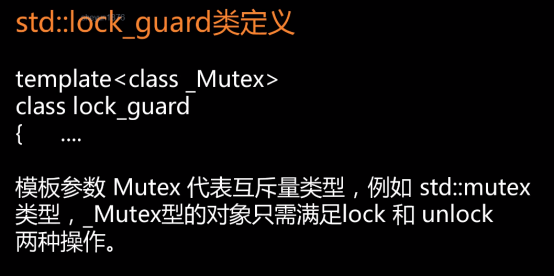 std::lock_guard类定义
template<class _Mutex>
class lock_guard
{ ....
模板参数 Mutex 代表互斥量类型，例如 std::mutex
类型，_Mutex型的对象只需满足lock 和 unlock
两种操作。